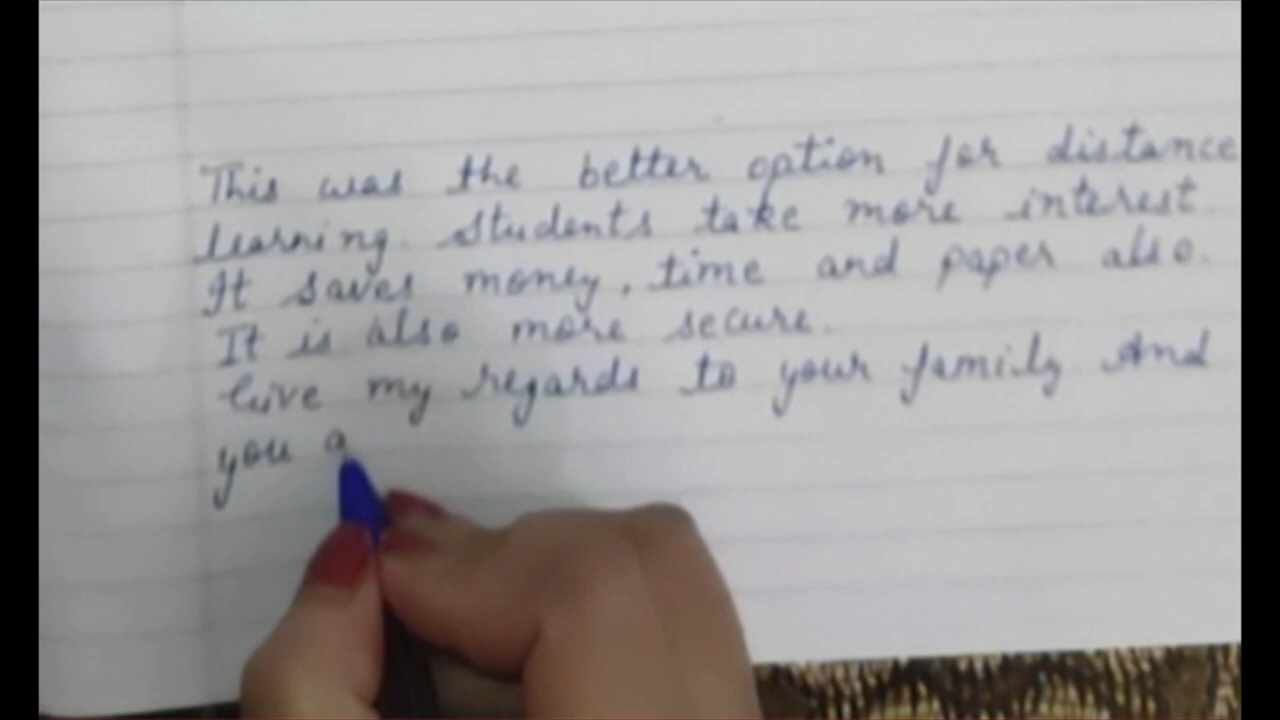 This was the better option for distance
learning. Students take more interest
It saves money, time and paper also.
It is also more secure.
Give my regards to your family And
you a